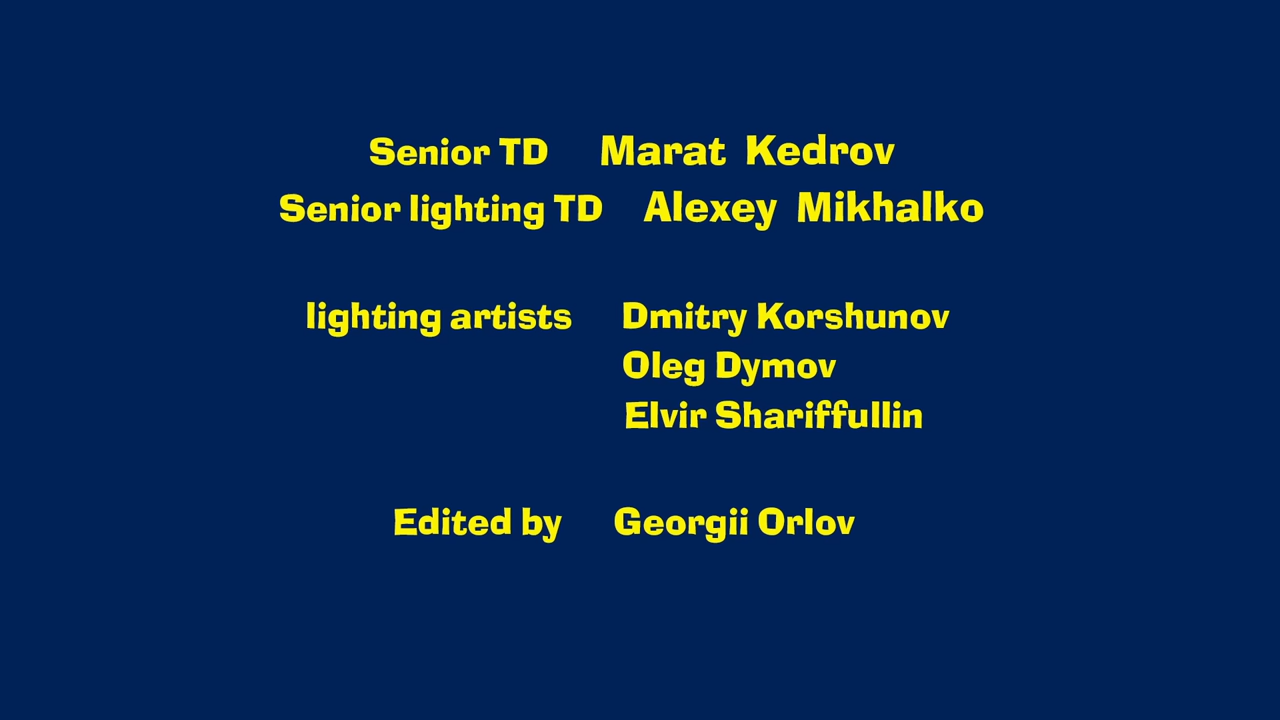 Senior TD Marat Kedrov
Senior lighting TD Alexey Mikhalko
lighting artists Dmitry Korshunov
Oleg Dymov
Elvir Shariffullin
Edited by Georgii Orlov